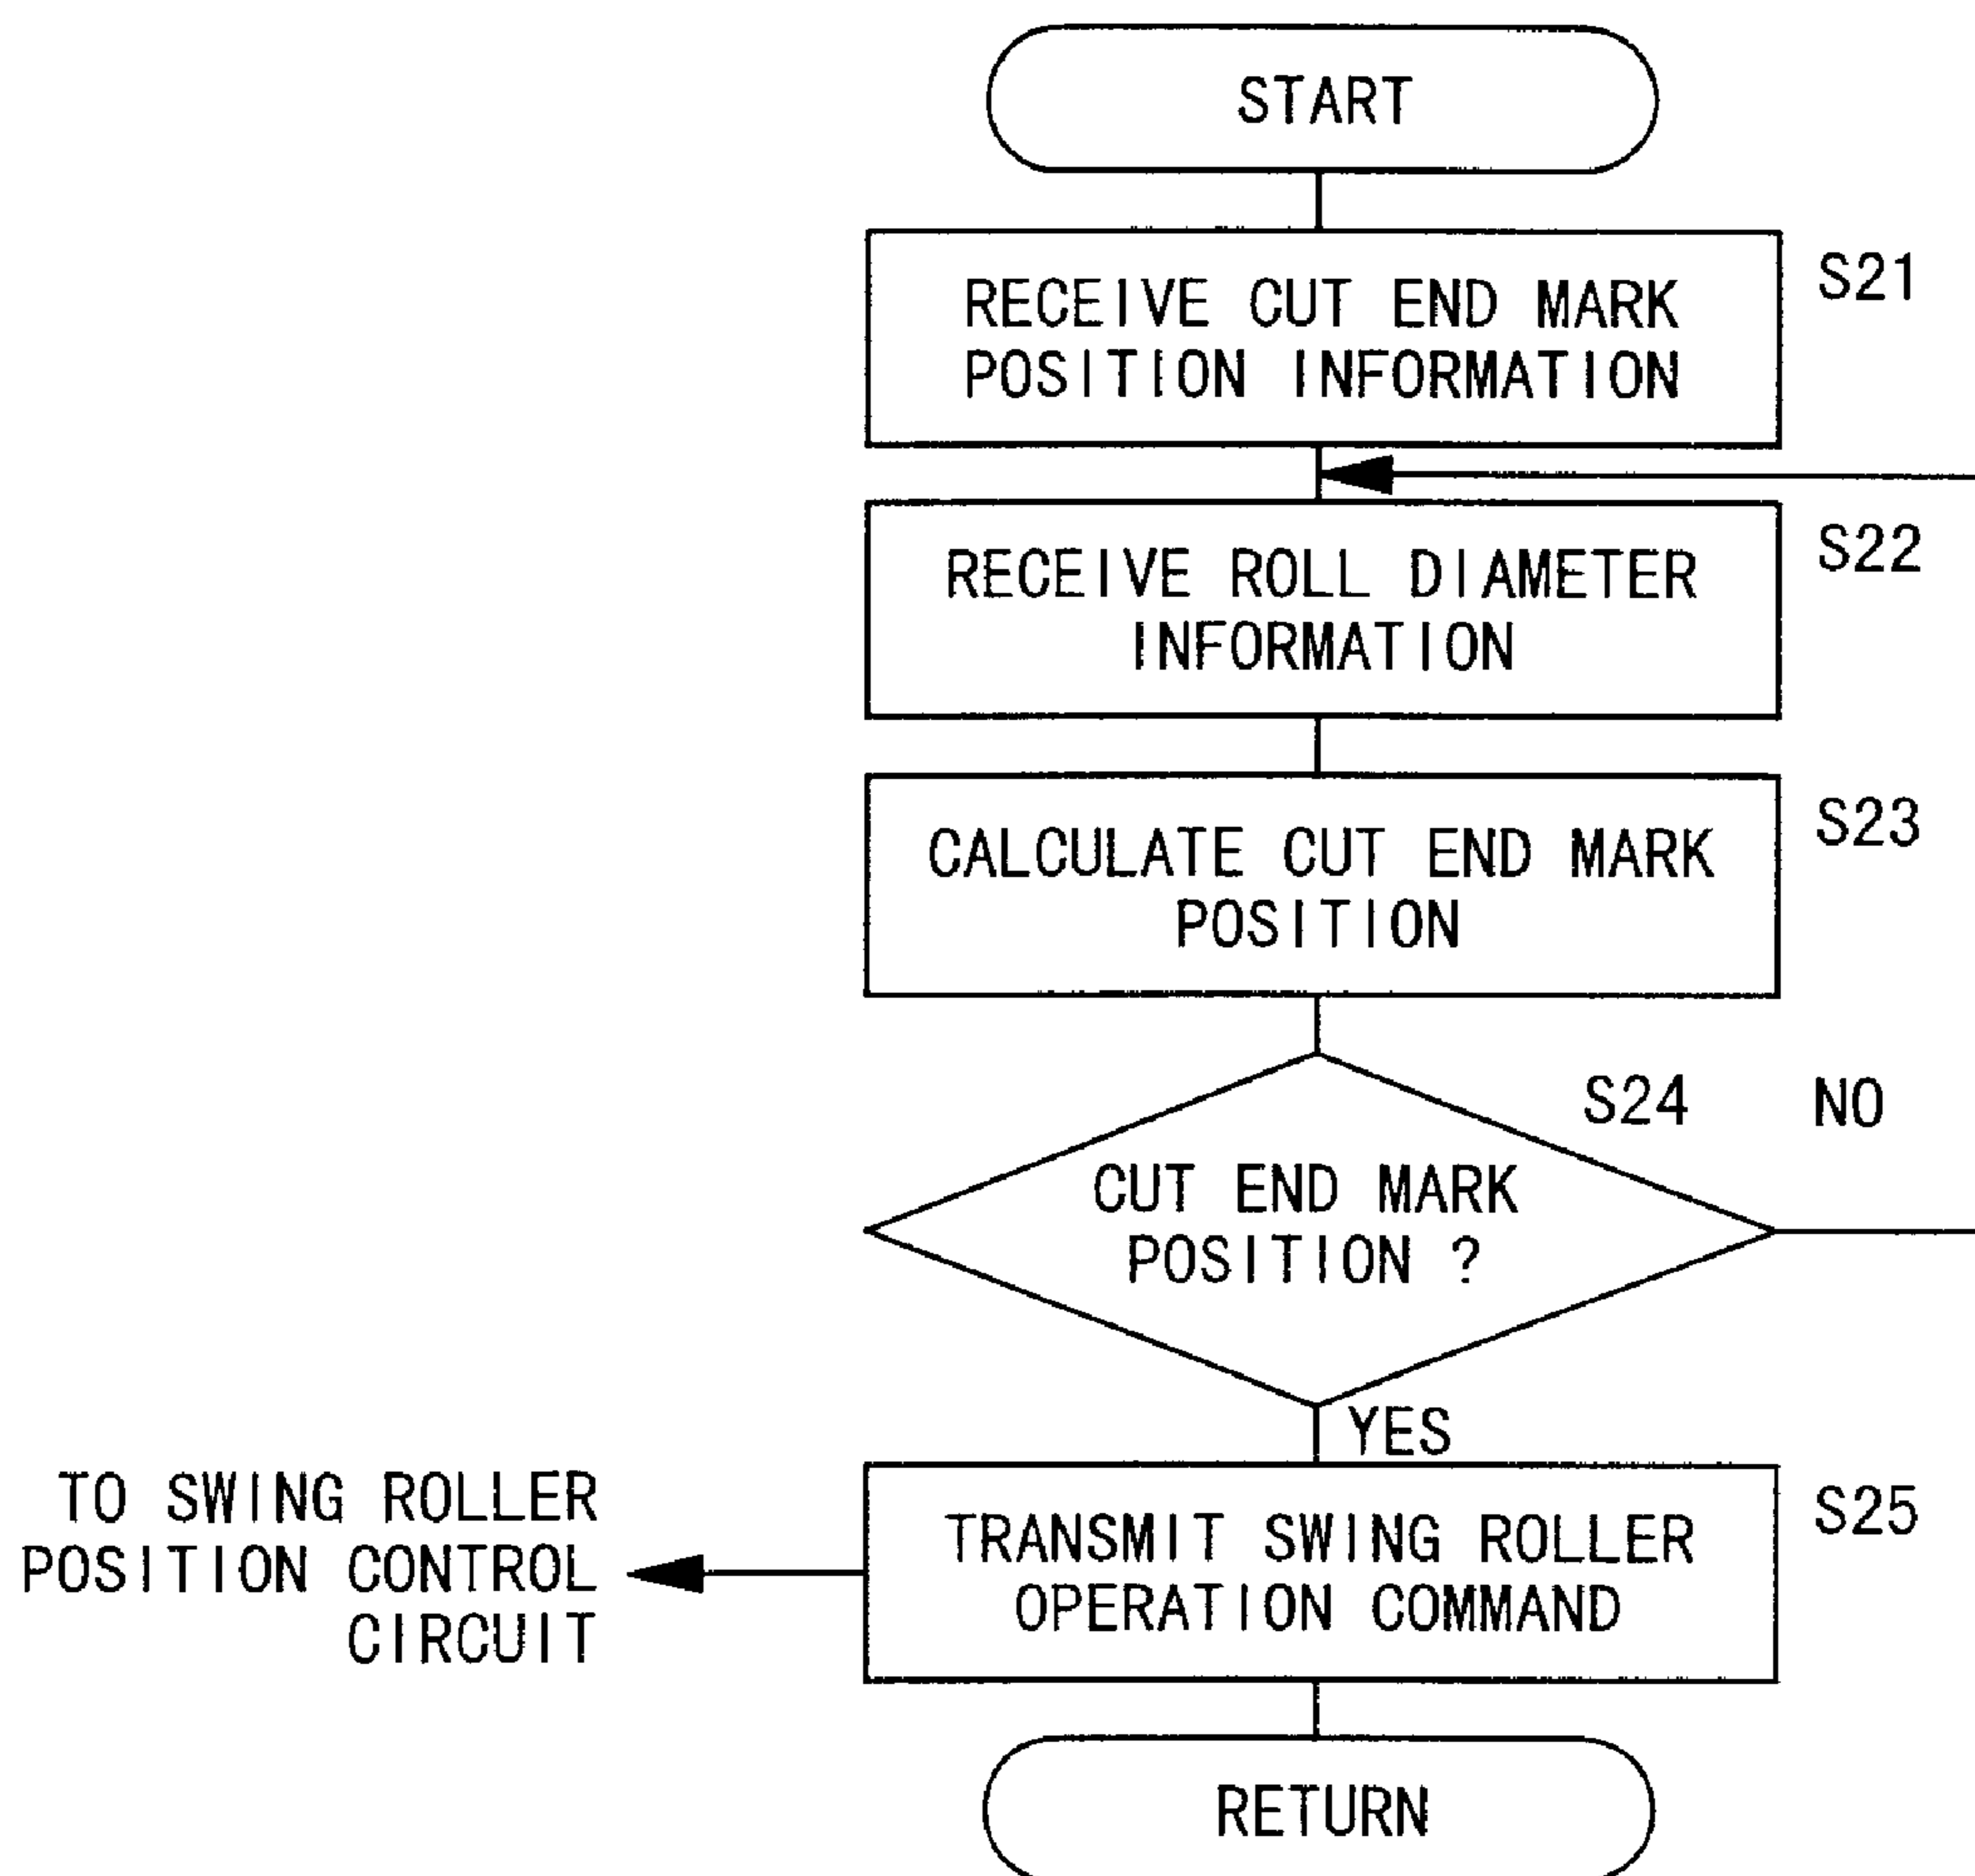 START
RECEIVE CUT END MARK
POSITION INFORMATION
S21
RECEIVE ROLL DIAMETER
INFORMATION
S22
CALCULATE CUT END MARK
POSITION
S23
S24
NO
CUT END MARK
POSITION ?
YES
TO SWING ROLLER
POSITION CONTROL
CIRCUIT
TRANSMIT SWING ROLLER
OPERATION COMMAND
S25
RETURN